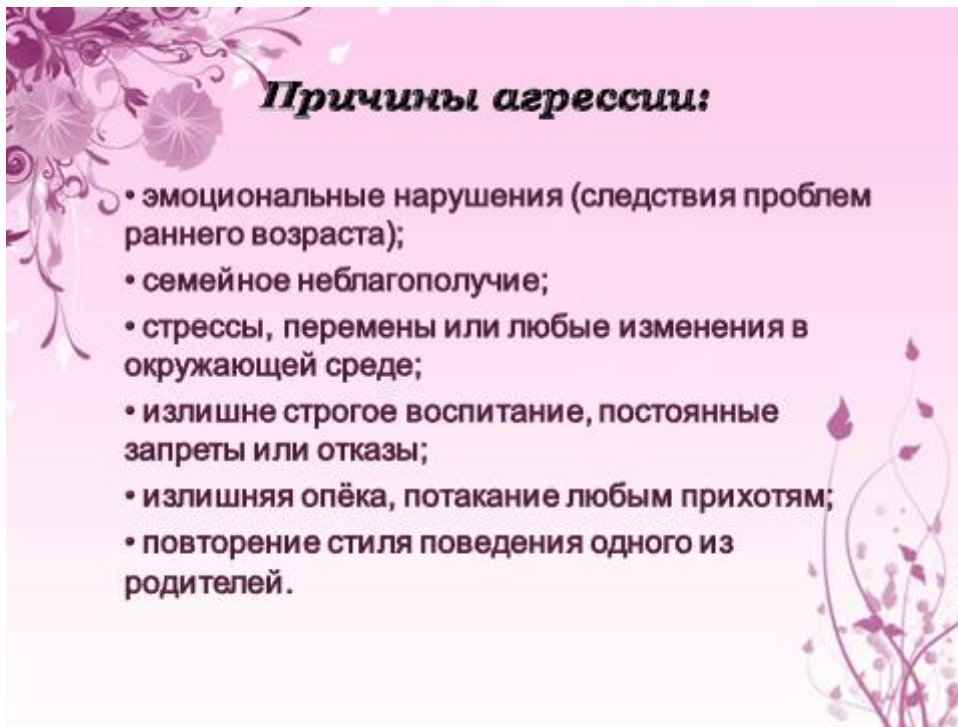 Причины агрессии:
• эмоциональные нарушения (следствия проблем
раннего возраста);
• семейное неблагополучие;
• стрессы, перемены или любые изменения в
окружающей среде;
• излишне строгое воспитание, постоянные
запреты или отказы;
• излишняя опёка, потакание любым прихотям;
• повторение стиля поведения одного из
родителей.